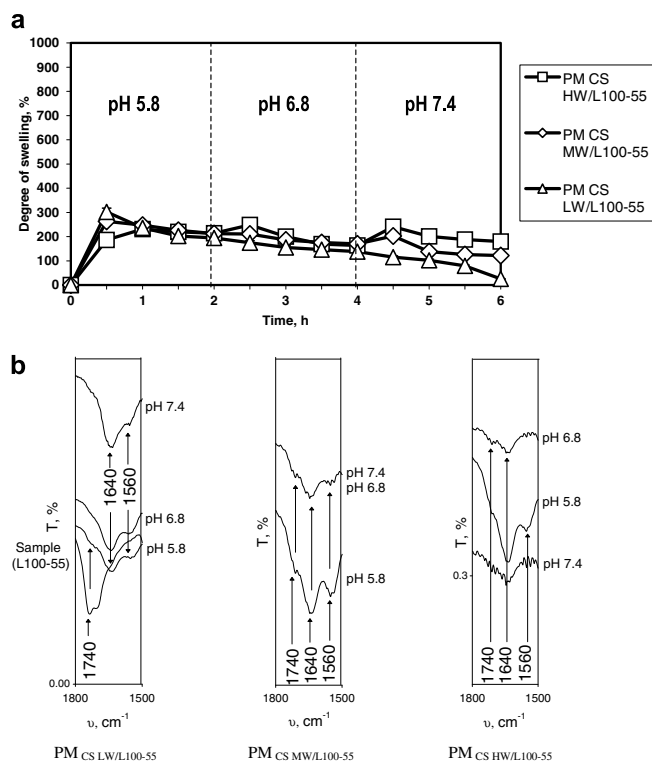 a
1000
900
800
700
600
500
400
300
200
100
0
Degree of swelling, %
pH 5.8
pH 6.8
pH 7.4
0
1
2
3
4
5
6
Time, h
PM CS
HW/L100-55
PM CS
MW/L100-55
PM CS
LW/L100-55
b
pH 7.4
1640
1560
T, %
pH 6.8
Sample
(L100-55)
pH 5.8
1740
0.00
1800
1500
υ, cm-1
PM CS LW/L100-55
pH 7.4
pH 6.8
T, %
pH 5.8
1740
1640
1560
1800
1500
υ, cm-1
PM CS MW/L100-55
pH 6.8
T, %
pH 5.8
0.3
pH 7.4
1740
1640
1560
1800
1500
υ, cm-1
PM CS HW/L100-55